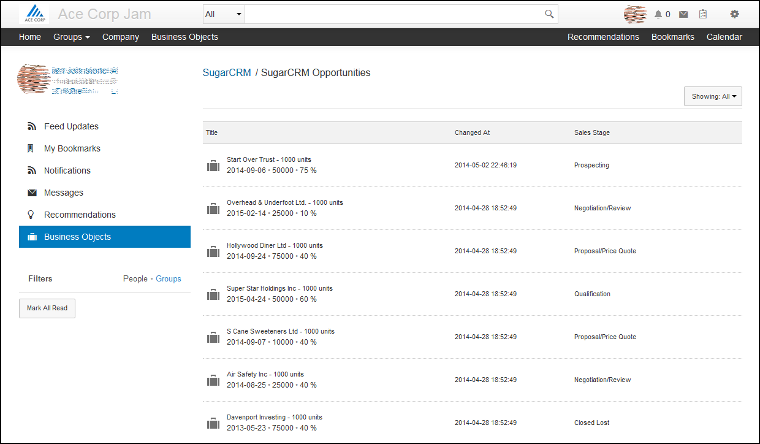 ACE CORP
Ace Corp Jam
All
0
Home Groups Company Business Objects Recommendations Bookmarks Calendar
SugarCRM / SugarCRM Opportunities
Showing: All
Feed Updates
My Bookmarks
Notifications
Messages
Recommendations
Business Objects
Filters People • Groups
Mark All Read
Title Changed At Sales Stage
Start Over Trust - 1000 units
2014-09-06 • 50000 • 75 %
2014-05-02 22:46:19
Prospecting
Overhead & Underfoot Ltd. - 1000 units
2015-02-14 • 25000 • 10 %
2014-04-28 18:52:49
Negotiation/Review
Hollywood Diner Ltd - 1000 units
2014-09-24 • 75000 • 40 %
2014-04-28 18:52:49
Proposal/Price Quote
Super Star Holdings Inc - 1000 units
2015-04-24 • 50000 • 60 %
2014-04-28 18:52:49
Qualification
S Cane Sweeteners Ltd - 1000 units
2014-09-07 • 10000 • 40 %
2014-04-28 18:52:49
Proposal/Price Quote
Air Safety Inc - 1000 units
2014-08-25 • 25000 • 40 %
2014-04-28 18:52:49
Negotiation/Review
Davenport Investing - 1000 units
2013-05-23 • 75000 • 40 %
2014-04-28 18:52:49
Closed Lost